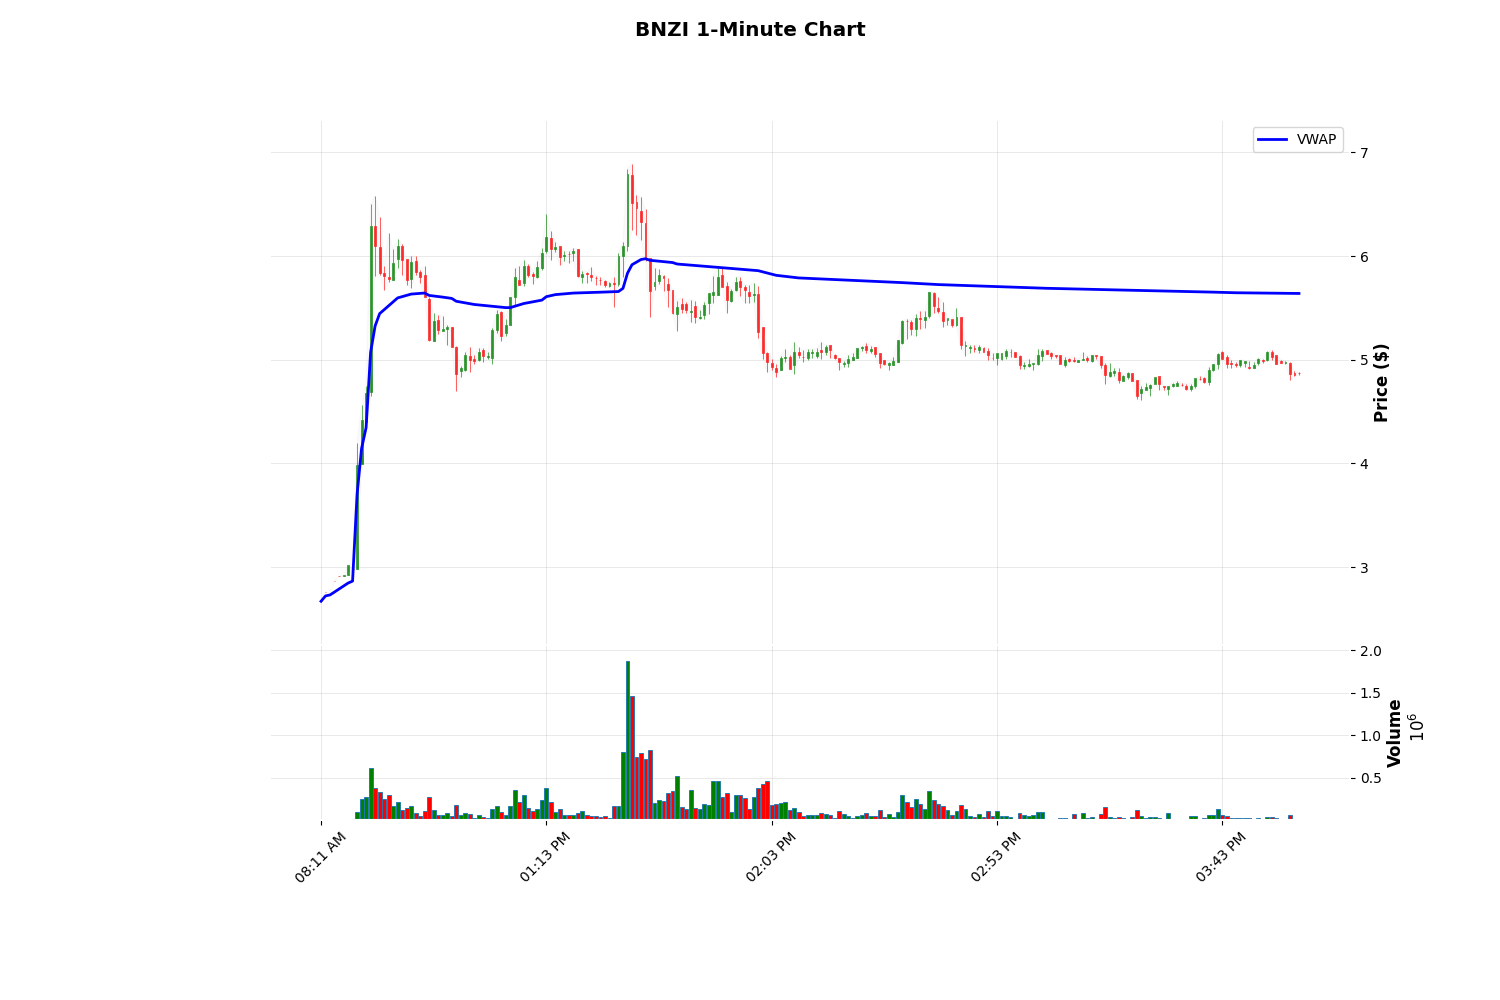 BNZI 1-Minute Chart
VWAP
7
6
5
4
3
Price ($)
2.0
1.5
1.0
0.5
Volume
10^6
08:11 AM
01:13 PM
02:03 PM
02:53 PM
03:43 PM